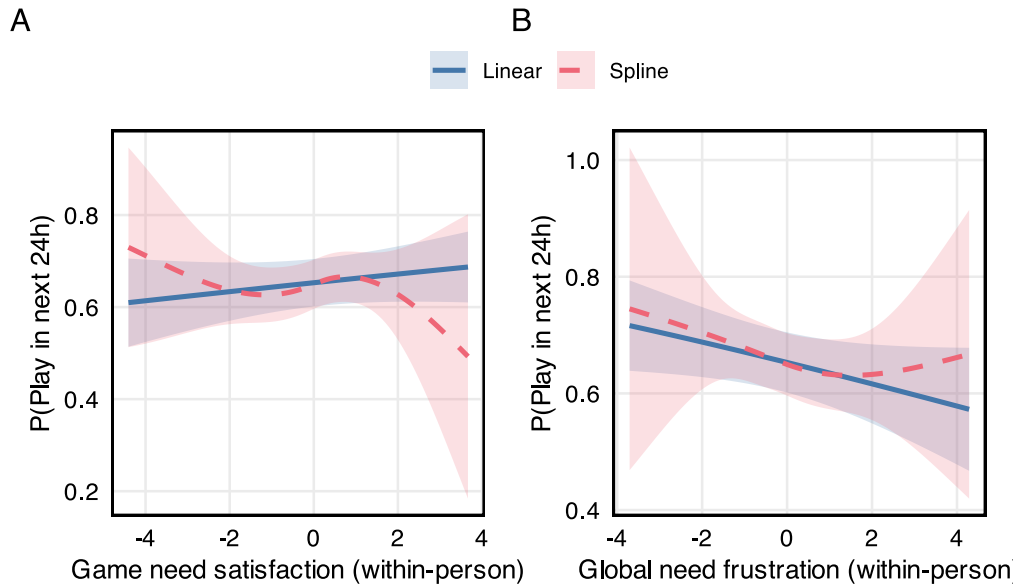 A
B
Linear
Spline
P(Play in next 24h)
0.8
0.6
0.4
0.2
-4 -2 0 2 4
Game need satisfaction (within-person)
P(Play in next 24h)
1.0
0.8
0.6
0.4
-4 -2 0 2 4
Global need frustration (within-person)